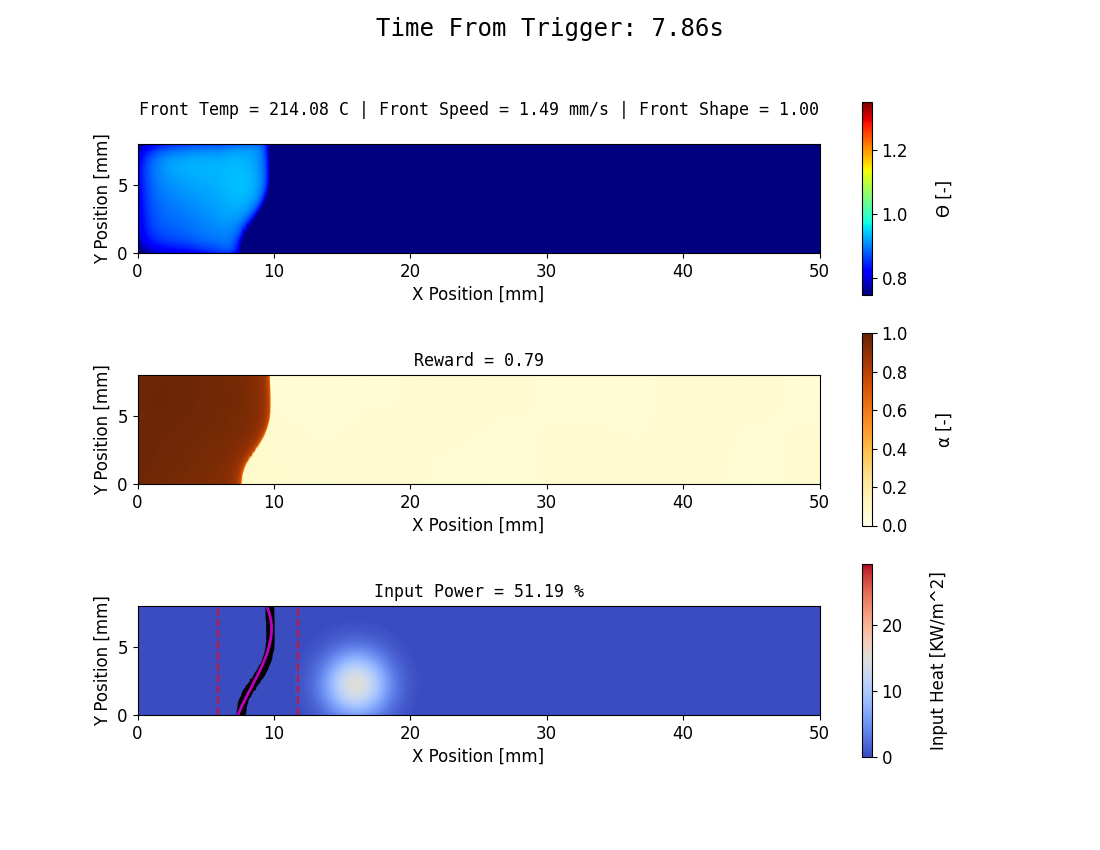 Time From Trigger: 7.86s
Front Temp = 214.08 C | Front Speed = 1.49 mm/s | Front Shape = 1.00
Y Position [mm]
5
0
0 10 20 30 40 50
X Position [mm]
1.2
1.0
0.8
Θ [-]
Reward = 0.79
Y Position [mm]
5
0
0 10 20 30 40 50
X Position [mm]
1.0
0.8
0.6
0.4
0.2
0.0
α [-]
Input Power = 51.19 %
Y Position [mm]
5
0
0 10 20 30 40 50
X Position [mm]
20
10
0
Input Heat [KW/m^2]